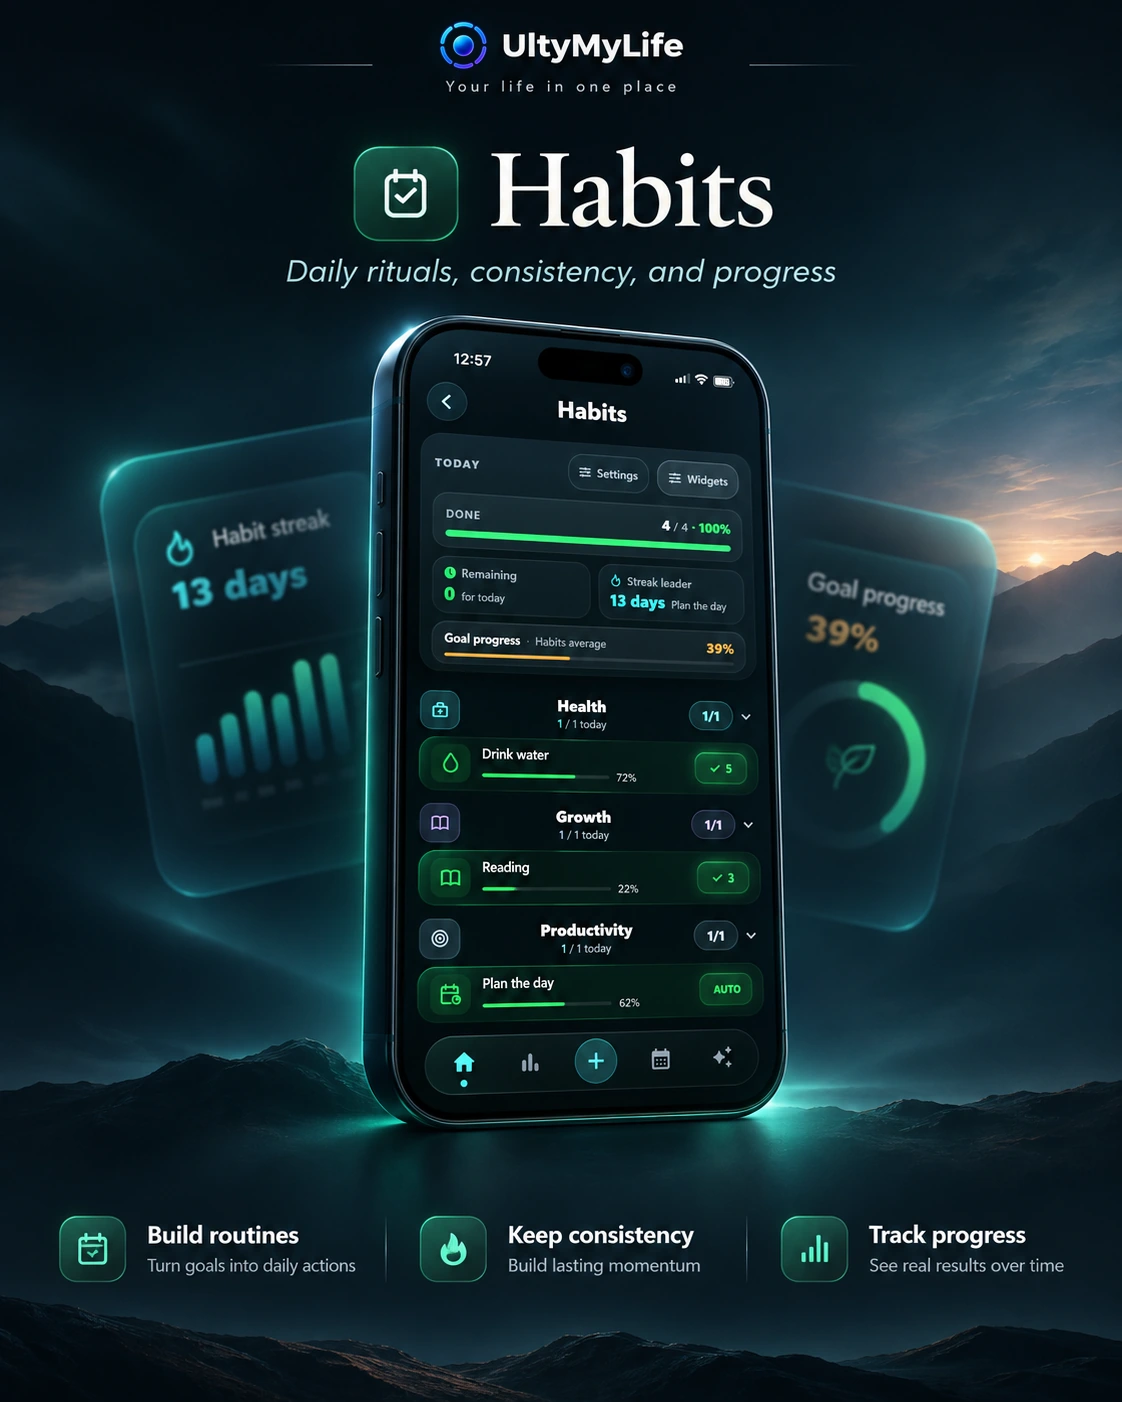 UltyMyLife
Your life in one place
Habits
Daily rituals, consistency, and progress
12:57
Habits
TODAY
Settings
Widgets
DONE
4 / 4 · 100%
Remaining
0 for today
Streak leader
13 days Plan the day
Goal progress · Habits average
39%
Health
1 / 1 today
1/1
Drink water
72%
✓ 5
Growth
1 / 1 today
1/1
Reading
22%
✓ 3
Productivity
1 / 1 today
1/1
Plan the day
62%
AUTO
Habit streak
13 days
Goal progress
39%
Build routines
Turn goals into daily actions
Keep consistency
Build lasting momentum
Track progress
See real results over time